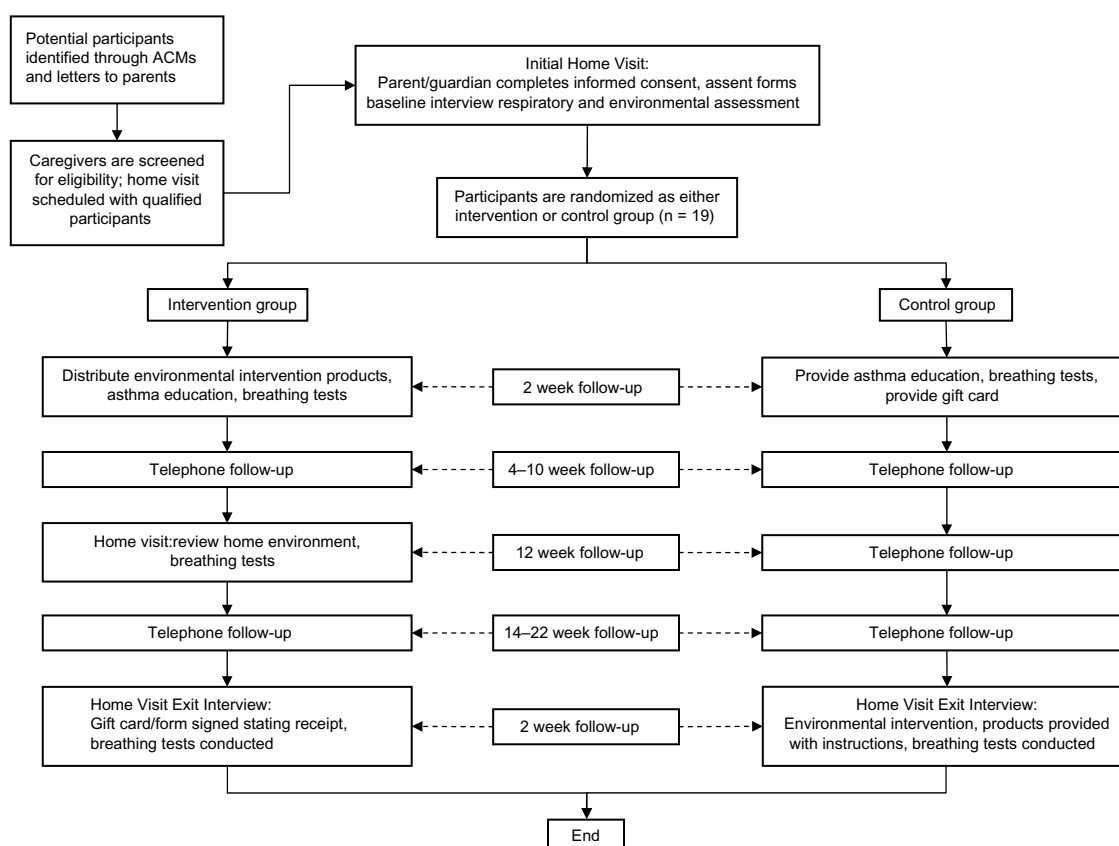 Potential participants
identified through ACMs
and letters to parents
Caregivers are screened
for eligibility; home visit
scheduled with qualified
participants
Initial Home Visit:
Parent/guardian completes informed consent, assent forms
baseline interview respiratory and environmental assessment
Participants are randomized as either
intervention or control group (n = 19)
Intervention group
Control group
Distribute environmental intervention products,
asthma education, breathing tests
2 week follow-up
Provide asthma education, breathing tests,
provide gift card
Telephone follow-up
4–10 week follow-up
Telephone follow-up
Home visit:review home environment,
breathing tests
12 week follow-up
Telephone follow-up
Telephone follow-up
14–22 week follow-up
Telephone follow-up
Home Visit Exit Interview:
Gift card/form signed stating receipt,
breathing tests conducted
2 week follow-up
Home Visit Exit Interview:
Environmental intervention, products provided
with instructions, breathing tests conducted
End